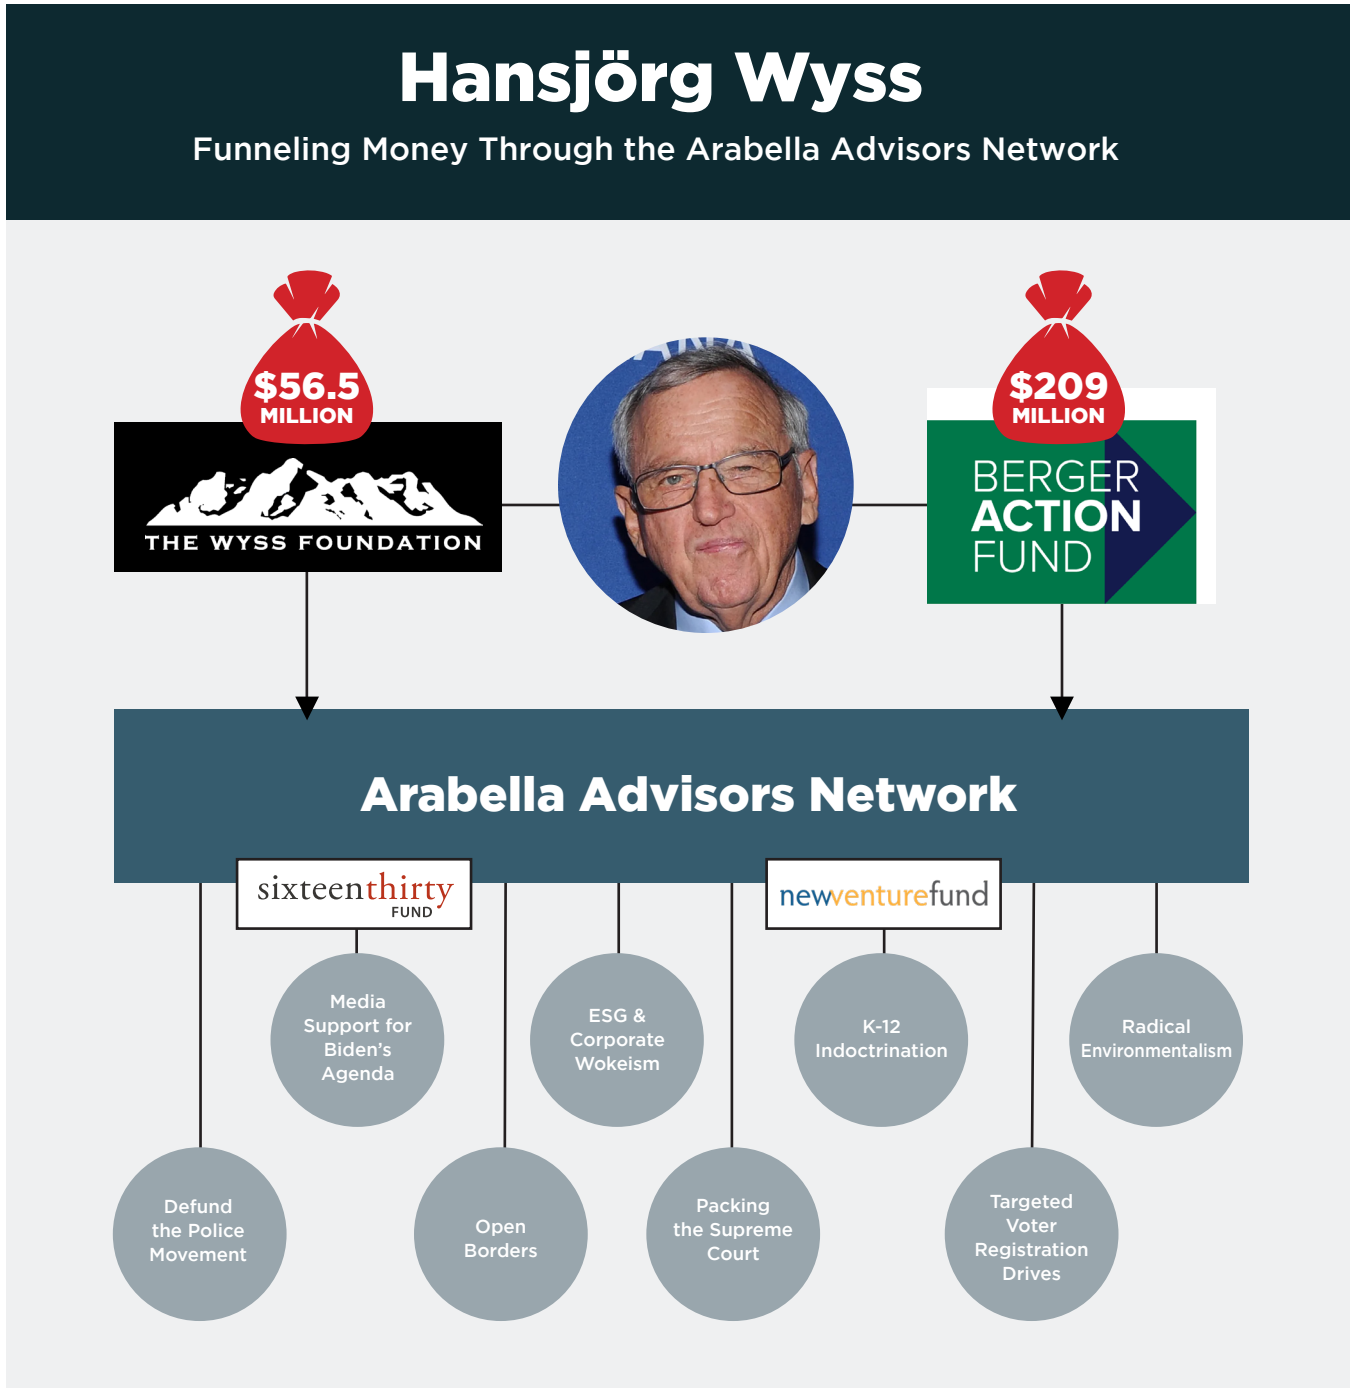 Hansjörg Wyss
Funneling Money Through the Arabella Advisors Network
$56.5
MILLION
$209
MILLION
THE WYSS FOUNDATION
BERGER
ACTION
FUND
Arabella Advisors Network
sixteenthirty
FUND
newventurefund
Media
Support for
Biden's
Agenda
ESG &
Corporate
Wokeism
K-12
Indoctrination
Radical
Environmentalism
Defund
the Police
Movement
Open
Borders
Packing
the Supreme
Court
Targeted
Voter
Registration
Drives